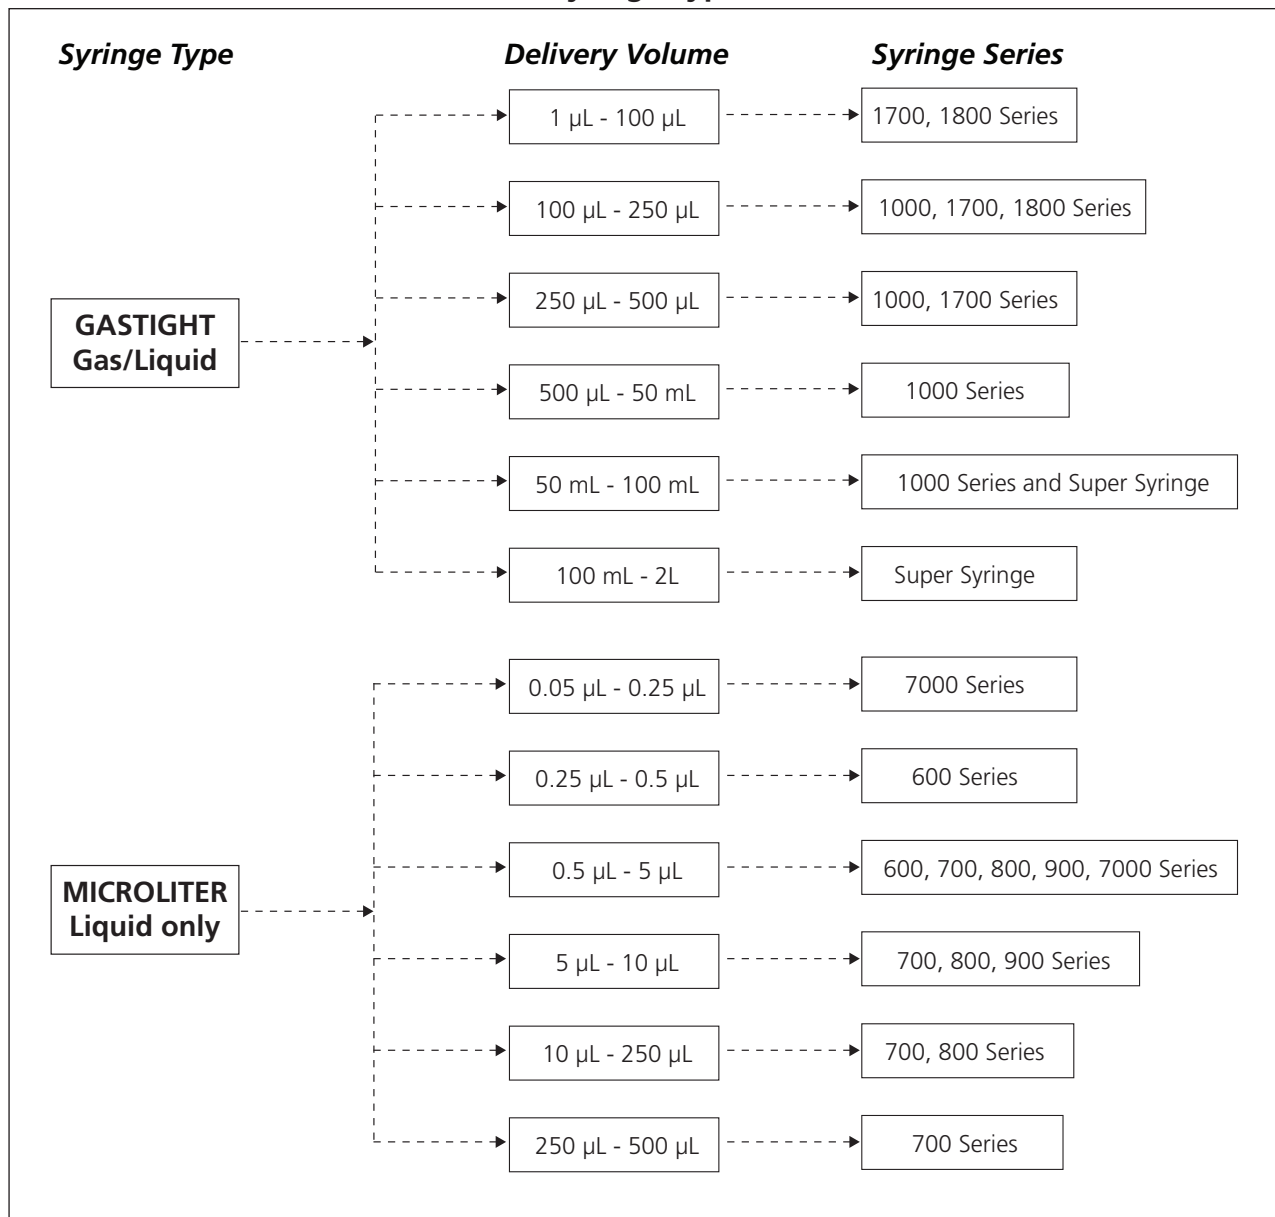 Syringe Type Delivery Volume Syringe Series
1 µL - 100 µL 1700, 1800 Series
100 µL - 250 µL 1000, 1700, 1800 Series
250 µL - 500 µL 1000, 1700 Series
GASTIGHT
Gas/Liquid
500 µL - 50 mL 1000 Series
50 mL - 100 mL 1000 Series and Super Syringe
100 mL - 2L Super Syringe
0.05 µL - 0.25 µL 7000 Series
0.25 µL - 0.5 µL 600 Series
0.5 µL - 5 µL 600, 700, 800, 900, 7000 Series
MICROLITER
Liquid only
5 µL - 10 µL 700, 800, 900 Series
10 µL - 250 µL 700, 800 Series
250 µL - 500 µL 700 Series